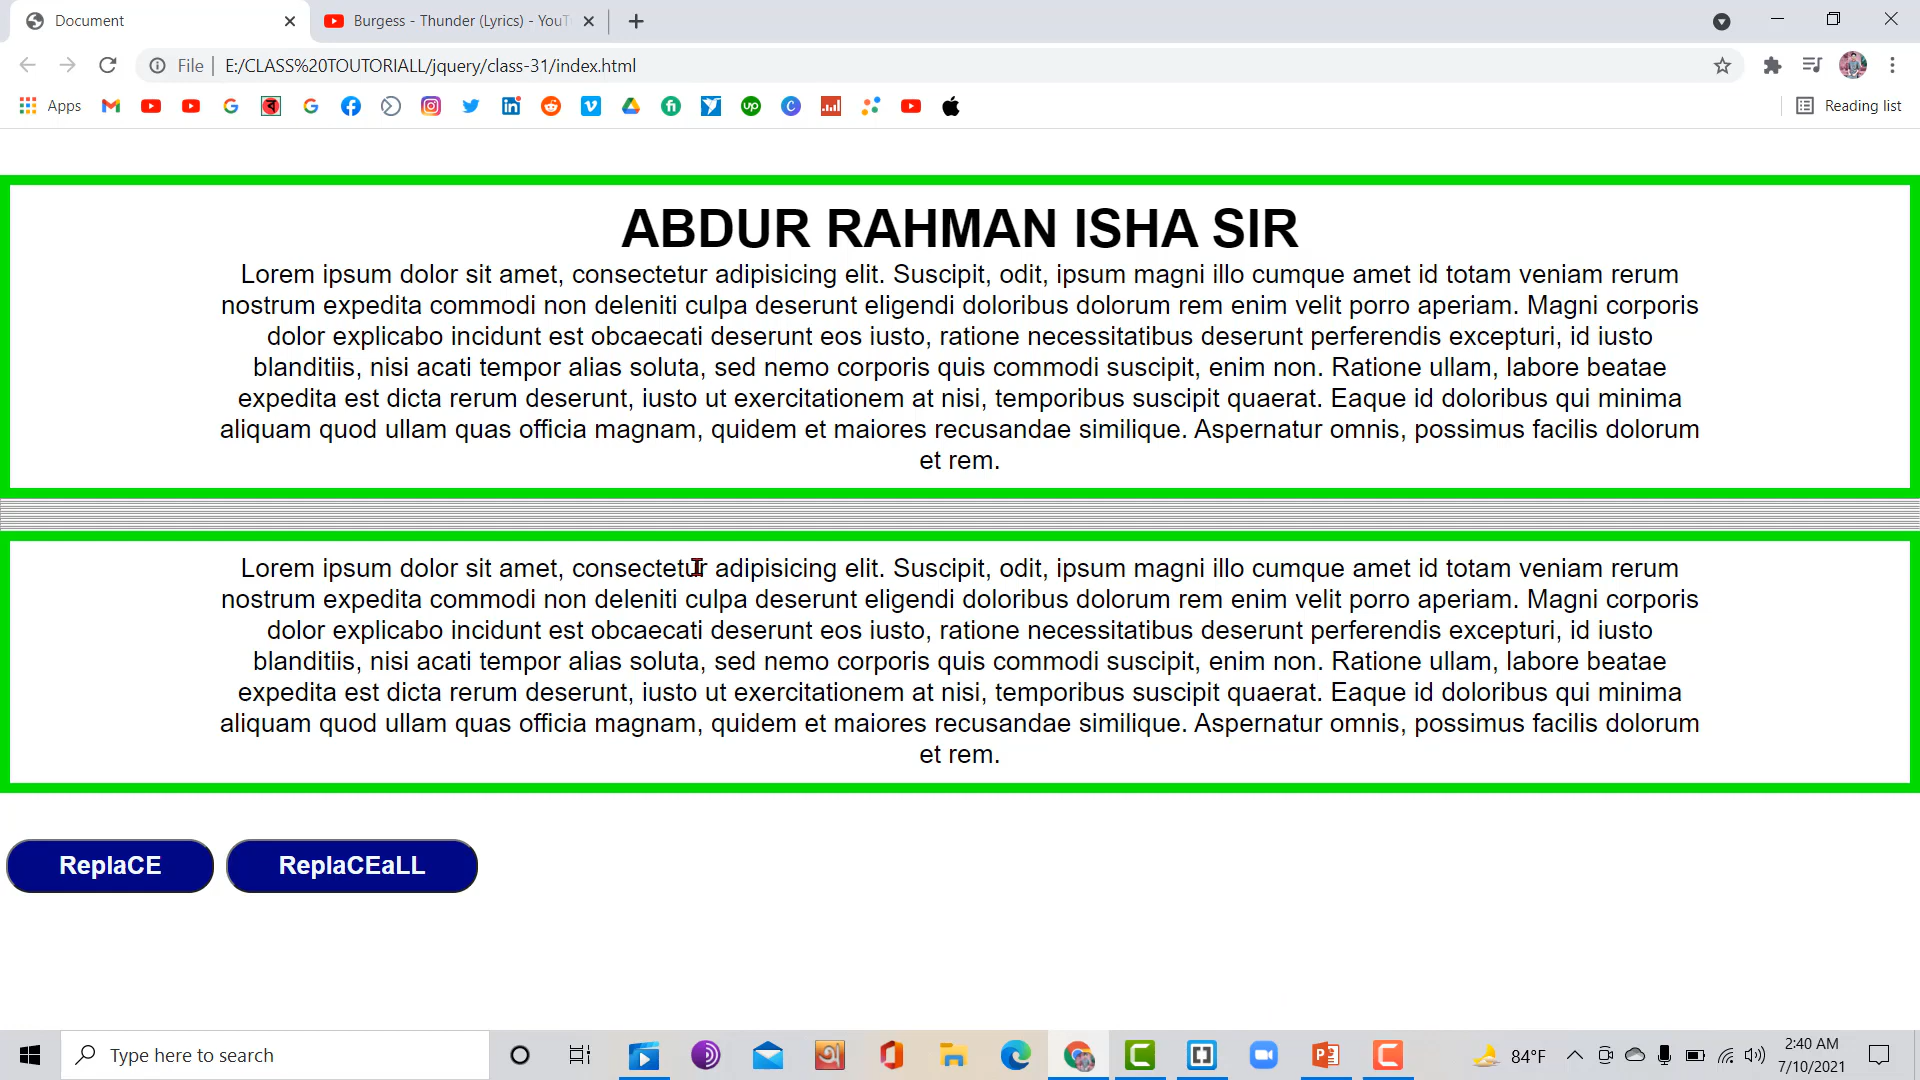 Document
Burgess - Thunder (Lyrics) - YouT
File
E:/CLASS%20TOUTORIALL/jquery/class-31/index.html
Apps
Reading list
ABDUR RAHMAN ISHA SIR
Lorem ipsum dolor sit amet, consectetur adipisicing elit. Suscipit, odit, ipsum magni illo cumque amet id totam veniam rerum
nostrum expedita commodi non deleniti culpa deserunt eligendi doloribus dolorum rem enim velit porro aperiam. Magni corporis
dolor explicabo incidunt est obcaecati deserunt eos iusto, ratione necessitatibus deserunt perferendis excepturi, id iusto
blanditiis, nisi acati tempor alias soluta, sed nemo corporis quis commodi suscipit, enim non. Ratione ullam, labore beatae
expedita est dicta rerum deserunt, iusto ut exercitationem at nisi, temporibus suscipit quaerat. Eaque id doloribus qui minima
aliquam quod ullam quas officia magnam, quidem et maiores recusandae similique. Aspernatur omnis, possimus facilis dolorum
et rem.
Lorem ipsum dolor sit amet, consectetur adipisicing elit. Suscipit, odit, ipsum magni illo cumque amet id totam veniam rerum
nostrum expedita commodi non deleniti culpa deserunt eligendi doloribus dolorum rem enim velit porro aperiam. Magni corporis
dolor explicabo incidunt est obcaecati deserunt eos iusto, ratione necessitatibus deserunt perferendis excepturi, id iusto
blanditiis, nisi acati tempor alias soluta, sed nemo corporis quis commodi suscipit, enim non. Ratione ullam, labore beatae
expedita est dicta rerum deserunt, iusto ut exercitationem at nisi, temporibus suscipit quaerat. Eaque id doloribus qui minima
aliquam quod ullam quas officia magnam, quidem et maiores recusandae similique. Aspernatur omnis, possimus facilis dolorum
et rem.
ReplaCE
ReplaCEaLL
Type here to search
84°F
2:40 AM
7/10/2021